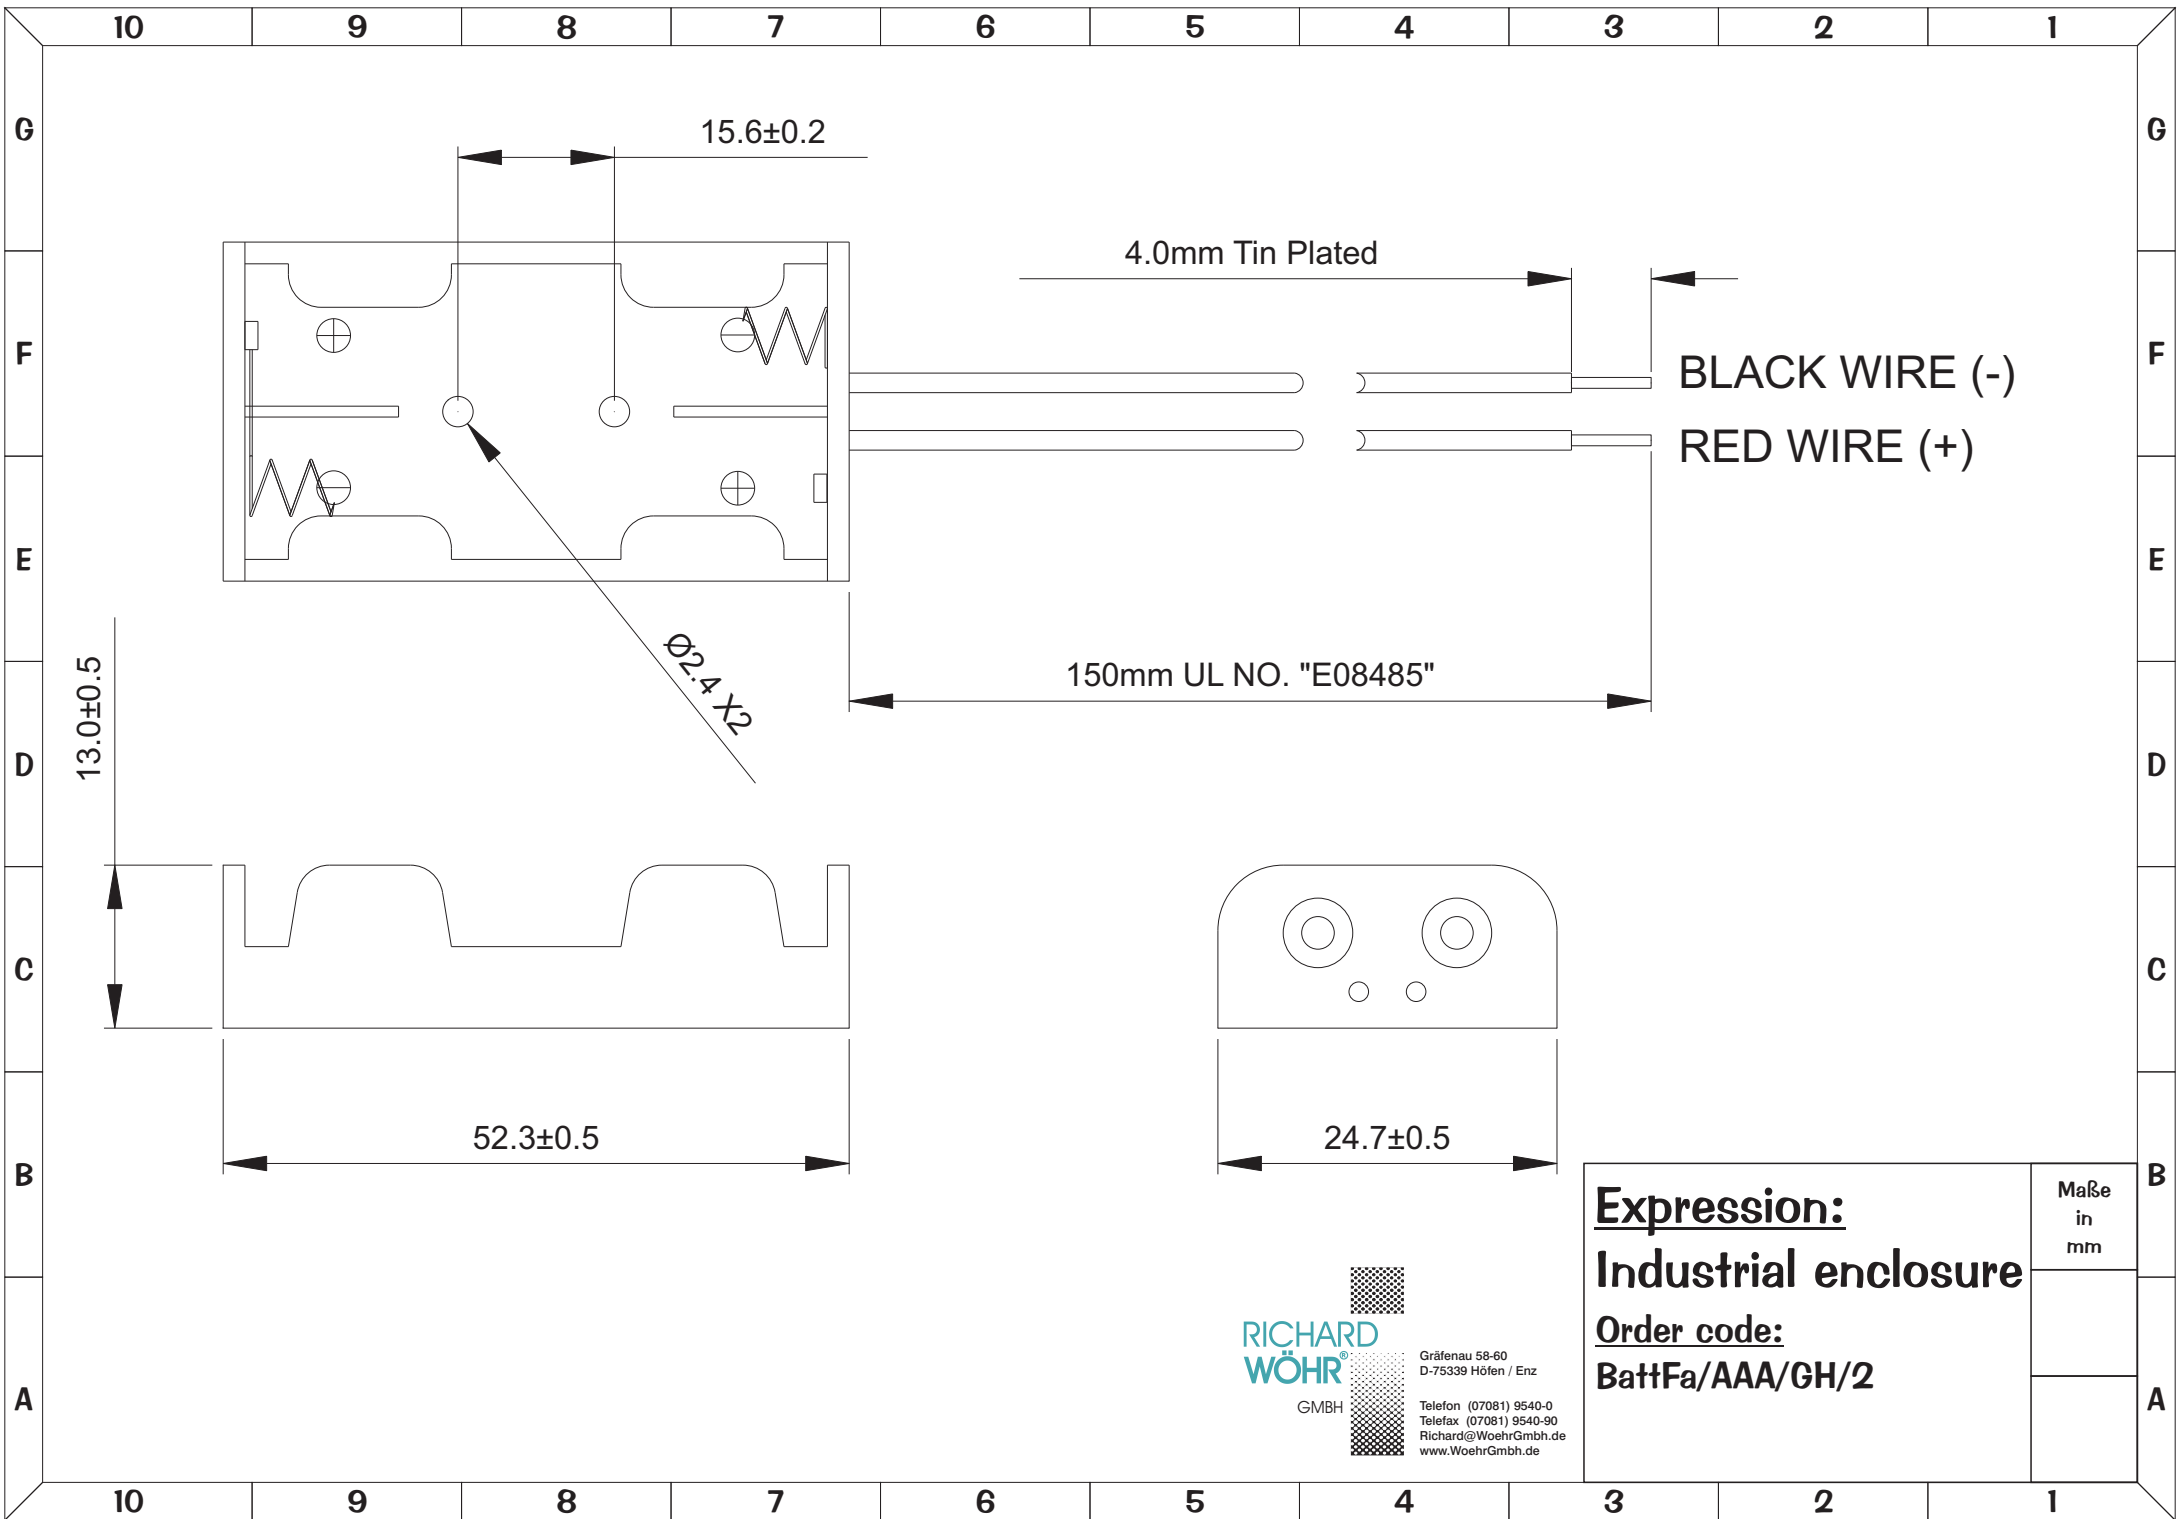 10 9 8 7 6 5 4 3 2 1
G G
15.6±0.2
4.0mm Tin Plated
F F
BLACK WIRE (-)
RED WIRE (+)
E E
Ø2.4 X2
150mm UL NO. "E08485"
13.0±0.5
D D
C C
52.3±0.5
24.7±0.5
B B
Expression:
Industrial enclosure
Order code:
BattFa/AAA/GH/2
Maße
in
mm
RICHARD
WÖHR®
GMBH
Gräfenau 58-60
D-75339 Höfen / Enz
Telefon (07081) 9540-0
Telefax (07081) 9540-90
Richard@WoehrGmbh.de
www.WoehrGmbh.de
A A
10 9 8 7 6 5 4 3 2 1